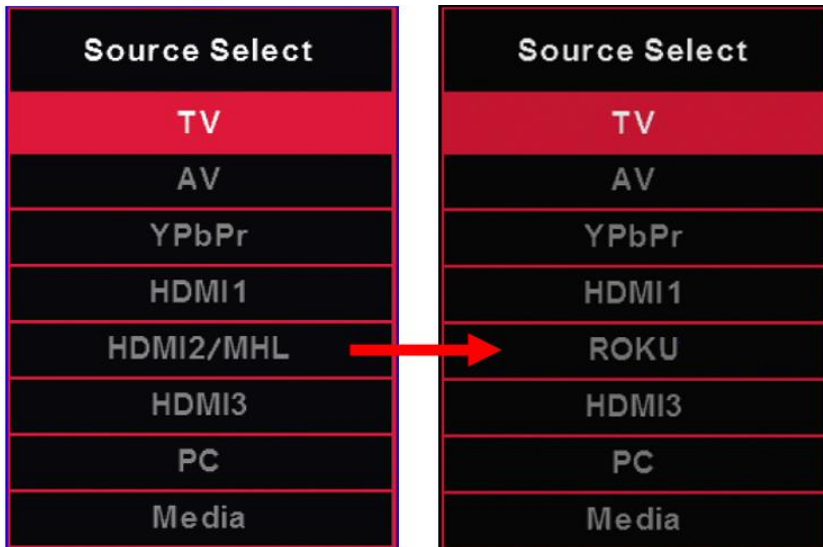 Source Select
TV
AV
YPbPr
HDMI1
HDMI2/MHL
HDMI3
PC
Media
Source Select
TV
AV
YPbPr
HDMI1
ROKU
HDMI3
PC
Media